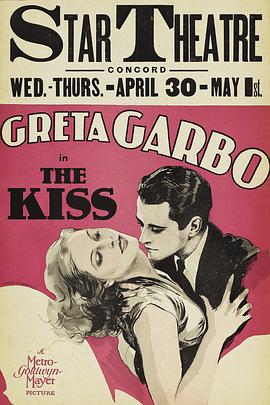 STAR THEATRE
CONCORD
WED.-THURS.-APRIL 30-MAY 1st.
GRETA GARBO
in
THE
KISS
A
Metro-
Goldwyn-
Mayer
PICTURE